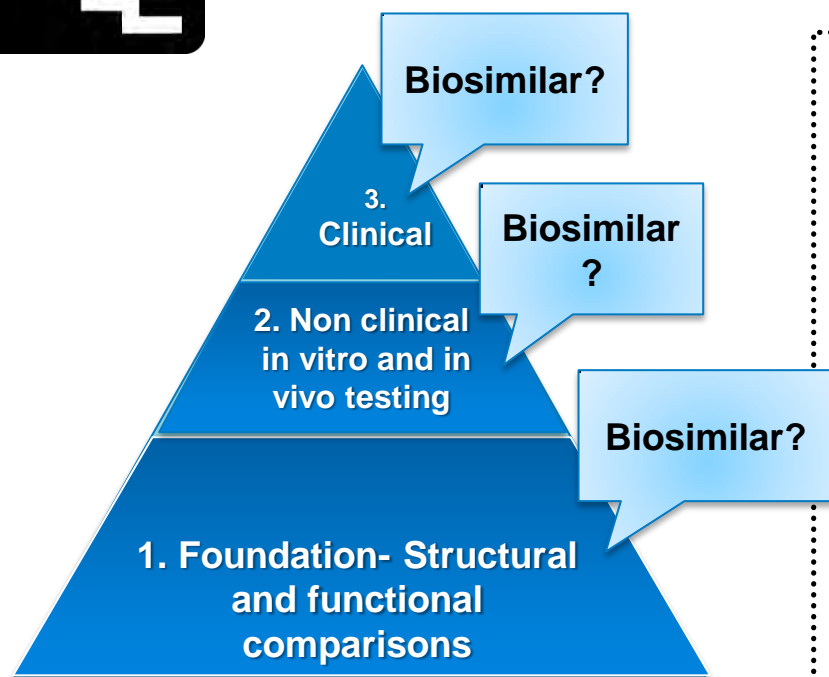 Biosimilar?
3.
Clinical
Biosimilar
?
2. Non clinical
in vitro and in
vivo testing
Biosimilar?
1. Foundation- Structural
and functional
comparisons